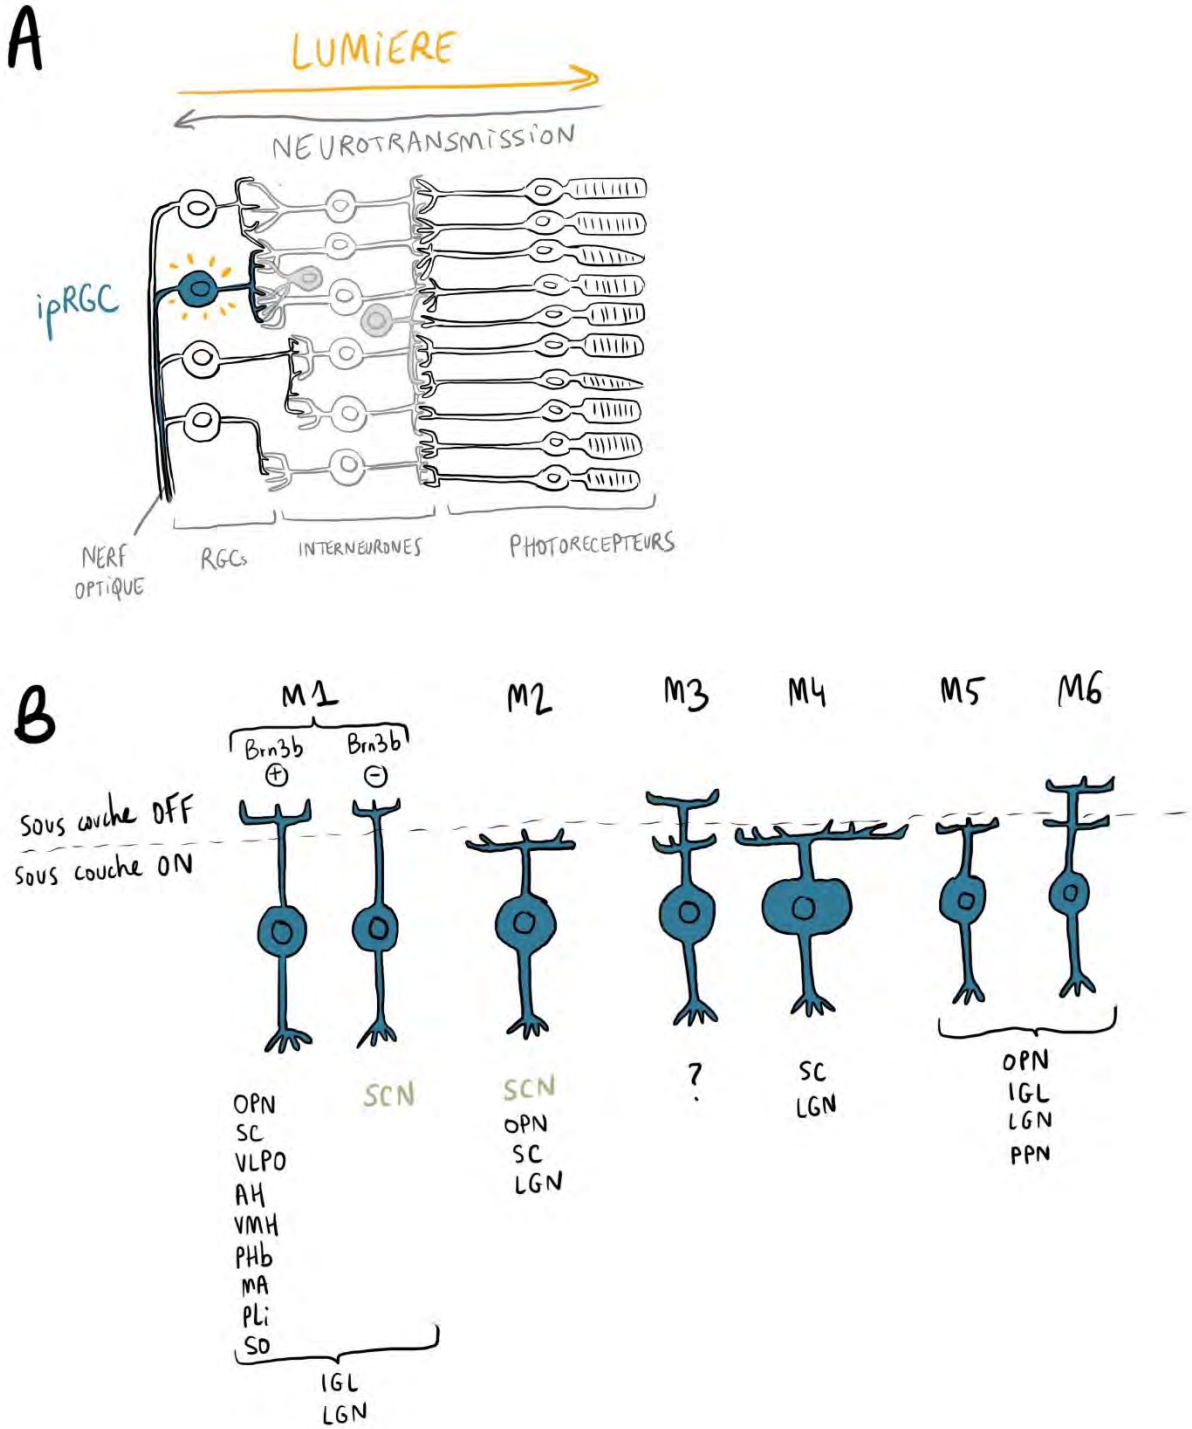 A
LUMIERE
NEUROTRANSMISSION
ipRGC
NERF
OPTIQUE
RGCs
INTERNEURONES
PHOTORECEPTEURS
B
M1
M2
M3
M4
M5
M6
Brn3b
+
Brn3b
-
Sous couche OFF
Sous couche ON
OPN
SC
VLPO
AH
VMH
PHb
MA
PLi
SO
SCN
IGL
LGN
SCN
OPN
SC
LGN
?
SC
LGN
OPN
IGL
LGN
PPN